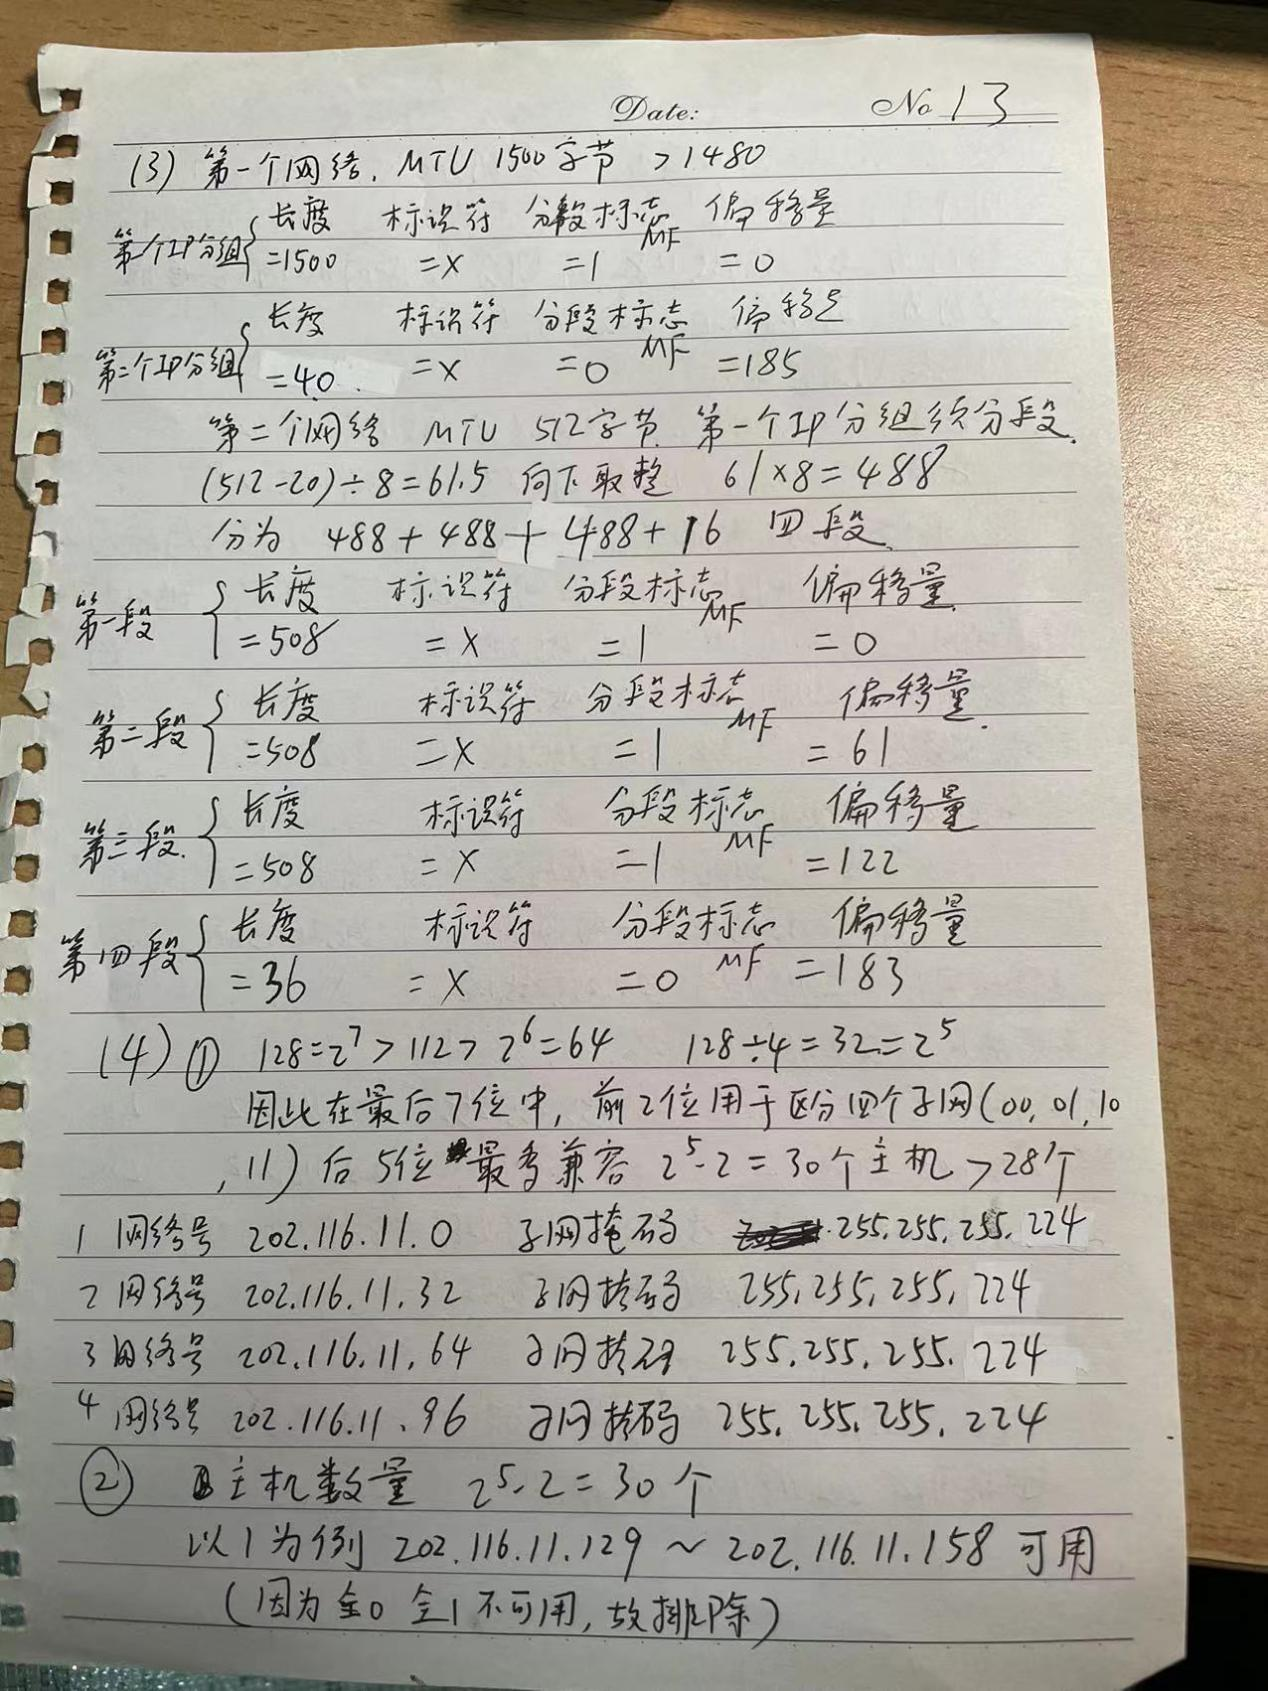 Date: No 13
(3) 第一个网络, MTU 1500字节 >1480
长度 标识符 分段标志MF 偏移量
第一个IP分组 =1500 =x =1 =0
长度 标识符 分段标志MF 偏移量
第二个IP分组 =40 =x =0 =185
第二个网络 MTU 512字节 第一个IP分组须分段.
(512-20)÷8=61.5 向下取整 61×8=488
分为 488+488+488+16 四段
长度 标识符 分段标志MF 偏移量
第一段 =508 =x =1 =0
长度 标识符 分段标志MF 偏移量
第二段 =508 =x =1 =61
长度 标识符 分段标志MF 偏移量
第三段. =508 =x =1 =122
长度 标识符 分段标志MF 偏移量
第四段 =36 =x =0 =183
(4) ① 128=2^7>112>2^6=64 128÷4=32=2^5
因此在最后7位中, 前2位用于区分四个子网(00,01,10
,11) 后5位最多兼容 2^5-2=30个主机>28个
1 网络号 202.116.11.0 子网掩码 255.255.255.224
2 网络号 202.116.11.32 子网掩码 255.255.255.224
3 网络号 202.116.11.64 子网掩码 255.255.255.224
4 网络号 202.116.11.96 子网掩码 255.255.255.224
② 主机数量 2^5-2=30个
以1为例 202.116.11.129 ~ 202.116.11.158 可用
(因为全0 全1不可用, 故排除)